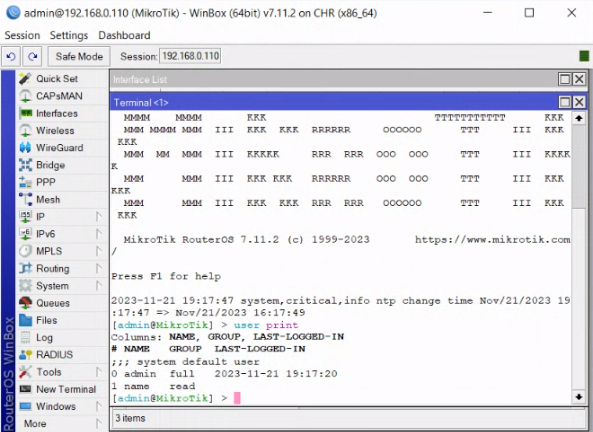 admin@192.168.0.110 (MikroTik) - WinBox (64bit) v7.11.2 on CHR (x86_64)
Session Settings Dashboard
Safe Mode Session: 192.168.0.110
Quick Set
CAPsMAN
Interfaces
Wireless
WireGuard
Bridge
PPP
Mesh
IP
IPv6
MPLS
Routing
System
Queues
Files
Log
RADIUS
Tools
New Terminal
Windows
More
RouterOS WinBox
Interface List
Terminal <1>
MMMM MMMM KKK TTTTTTTTTTT KKK
MMM MMMM MMM III KKK KKK RRRRRR OOOOOO TTT III KKK
KKK
MMM MM MMM III KKKKK RRR RRR OOO OOO TTT III KKKK
K
MMM MMM III KKK KKK RRRRRR OOO OOO TTT III KKK
KKK
MMM MMM III KKK KKK RRR RRR OOOOOO TTT III KKK
KKK
MikroTik RouterOS 7.11.2 (c) 1999-2023 https://www.mikrotik.com
/
Press F1 for help
2023-11-21 19:17:47 system,critical,info ntp change time Nov/21/2023 19
:17:47 => Nov/21/2023 16:17:49
[admin@MikroTik] > user print
Columns: NAME, GROUP, LAST-LOGGED-IN
# NAME GROUP LAST-LOGGED-IN
;;; system default user
0 admin full 2023-11-21 19:17:20
1 name read
[admin@MikroTik] >
3 items